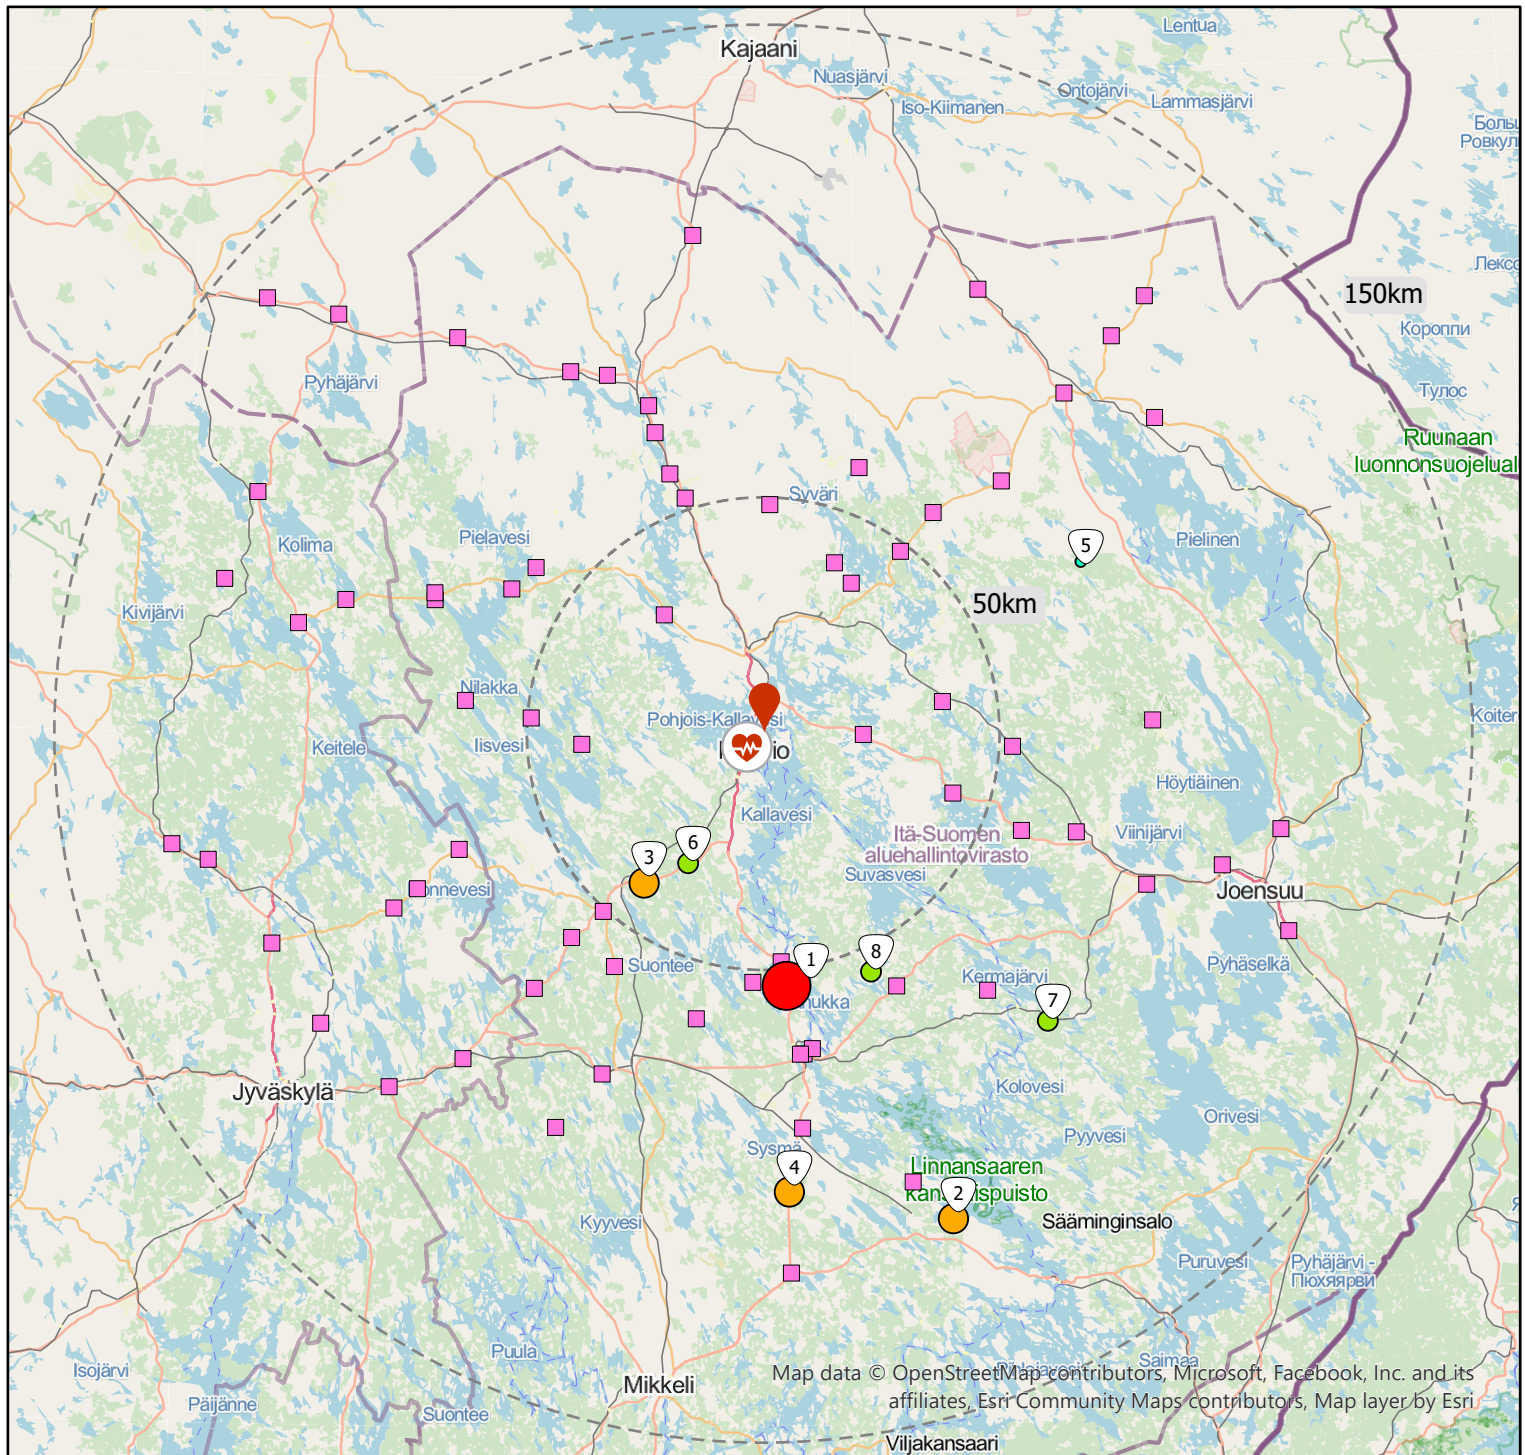 Lentua
Kajaani
Nuasjärvi
Ontojärvi
Iso-Kiimanen
Lammasjärvi
Ровкул
150km
Короппи
Pyhäjärvi
Тулос
Ruunaan
luonnonsuojelual
Syväri
Pielavesi
Kolima
5
Pielinen
50km
Kivijärvi
Nilakka
Pohjois-Kallavesi
Koiter
Iisvesi
Keitele
Höytiäinen
Kallavesi
Itä-Suomen
aluehallintovirasto
Viinijärvi
6
3
Suvasvesi
Joensuu
8
1
Suontee
Kermajärvi
Pyhäselkä
7
Jyväskylä
Kolovesi
Orivesi
Pyyvesi
Sysmä
4
Linnansaaren
2
Kyyvesi
Sääminginsalo
Puruvesi
Pyhäjärvi -
Пюхяярви
Puula
Isojärvi
Saimaa
Mikkeli
Map data © OpenStreetMap contributors, Microsoft, Facebook, Inc. and its
affiliates, Esri Community Maps contributors, Map layer by Esri
Päijänne
Suontee
Viljakansaari